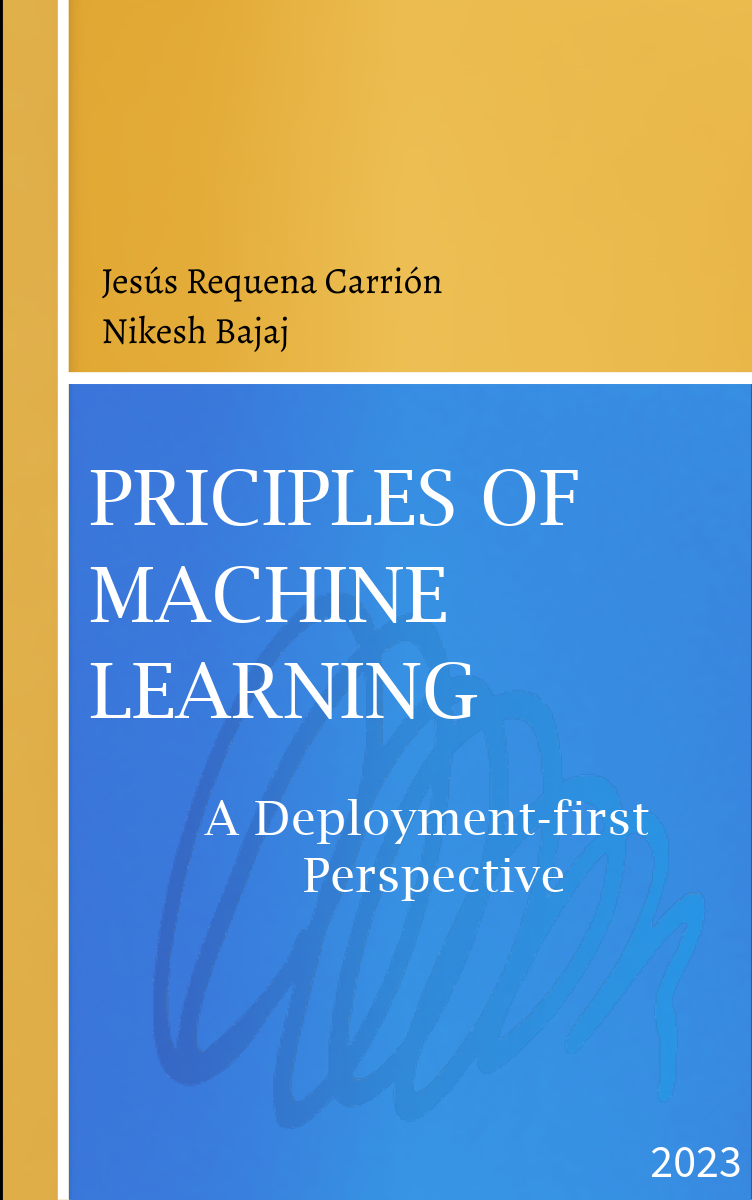 Jesús Requena Carrión
Nikesh Bajaj
PRICIPLES OF
MACHINE
LEARNING
A Deployment-first
Perspective
2023